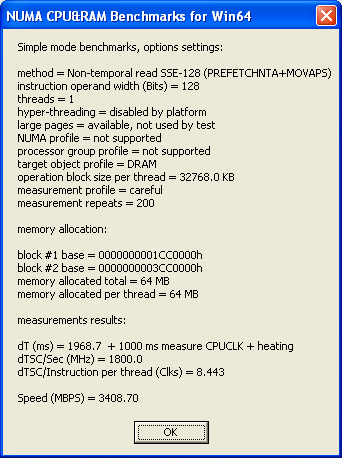 NUMA CPU&RAM Benchmarks for Win64
Simple mode benchmarks, options settings:
method = Non-temporal read SSE-128 (PREFETCHNTA+MOVAPS)
instruction operand width (Bits) = 128
threads = 1
hyper-threading = disabled by platform
large pages = available, not used by test
NUMA profile = not supported
processor group profile = not supported
target object profile = DRAM
operation block size per thread = 32768.0 KB
measurement profile = careful
measurement repeats = 200
memory allocation:
block #1 base = 0000000001CC0000h
block #2 base = 0000000003CC0000h
memory allocated total = 64 MB
memory allocated per thread = 64 MB
measurements results:
dT (ms) = 1968.7  + 1000 ms measure CPUCLK + heating
dTSC/Sec (MHz) = 1800.0
dTSC/Instruction per thread (Clks) = 8.443
Speed (MBPS) = 3408.70
OK